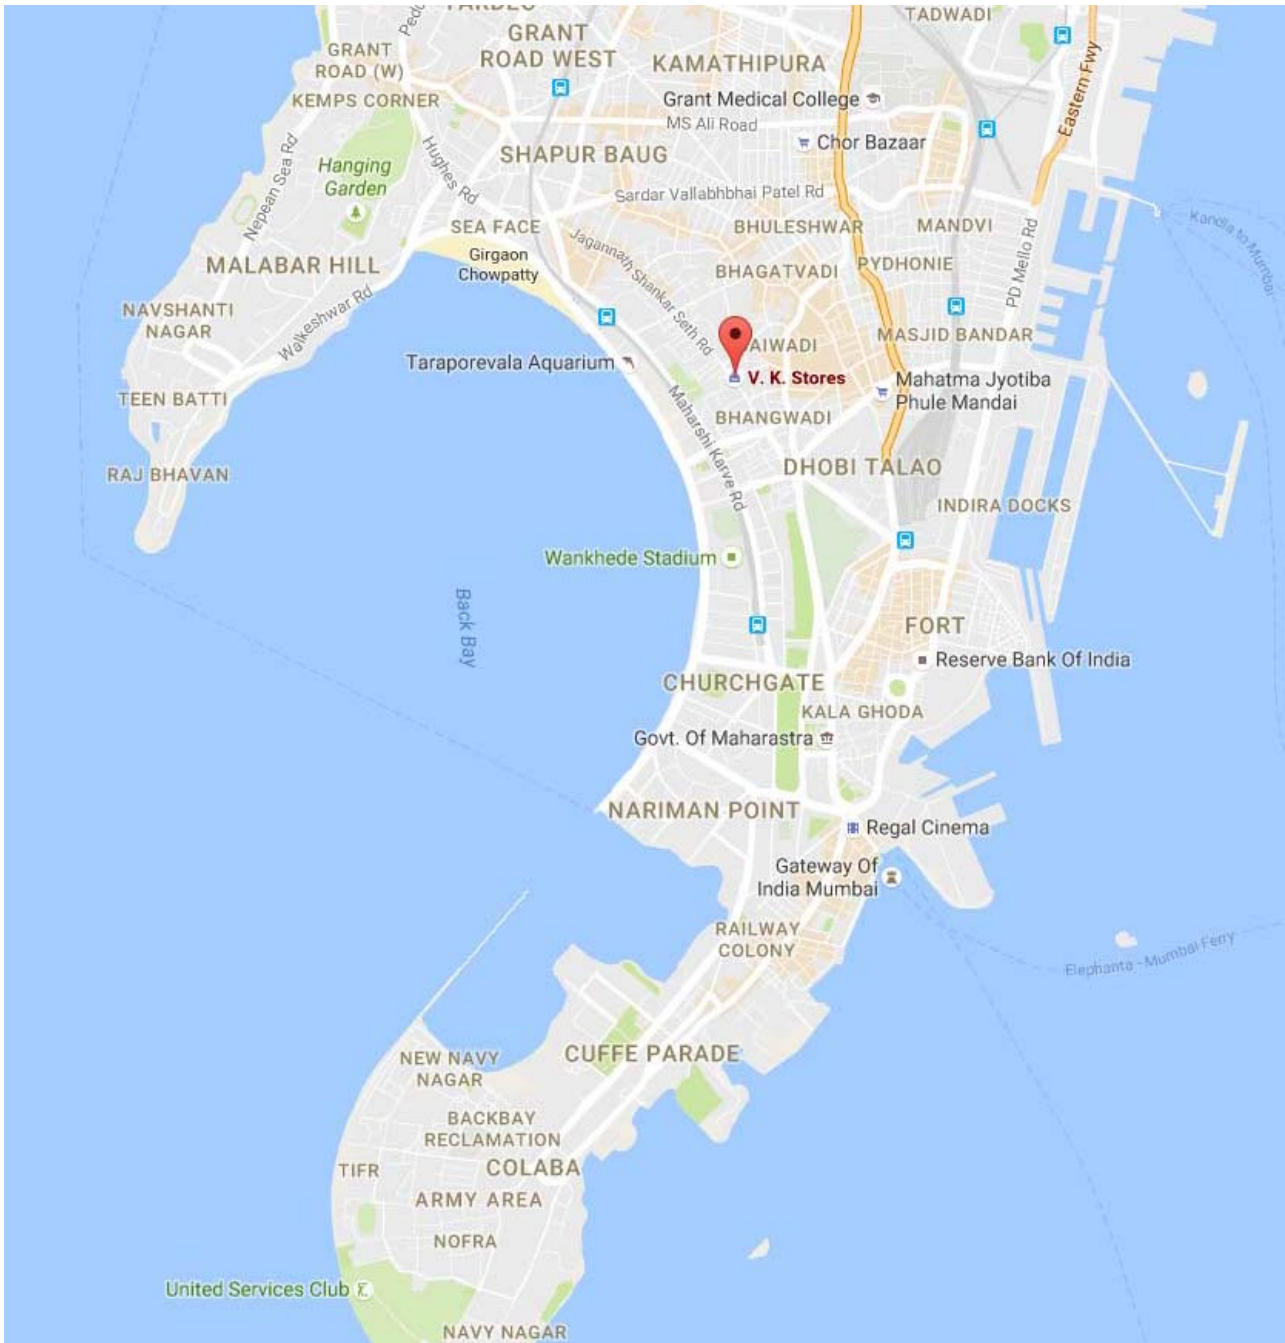 TARDEO
TADWADI
Pedd
GRANT
ROAD WEST
GRANT
ROAD (W)
KAMATHIPURA
Eastern Fwy
KEMPS CORNER
Grant Medical College
MS Ali Road
Chor Bazaar
Hughes Rd
SHAPUR BAUG
Nepean Sea Rd
Hanging
Garden
Sardar Vallabhbhai Patel Rd
SEA FACE
BHULESHWAR
MANDVI
Kandla to Mumbai
Jagannath Shankar Seth Rd
Girgaon
Chowpatty
MALABAR HILL
BHAGATVADI
PYDHONIE
PD Mello Rd
NAVSHANTI
NAGAR
Walkeshwar Rd
MASJID BANDAR
AIWADI
Taraporevala Aquarium
V. K. Stores
Mahatma Jyotiba
Phule Mandai
TEEN BATTI
BHANGWADI
Maharshi Karve Rd
RAJ BHAVAN
DHOBI TALAO
INDIRA DOCKS
Wankhede Stadium
Back Bay
FORT
Reserve Bank Of India
CHURCHGATE
KALA GHODA
Govt. Of Maharastra
NARIMAN POINT
Regal Cinema
Gateway Of
India Mumbai
RAILWAY
COLONY
Elephanta - Mumbai Ferry
CUFFE PARADE
NEW NAVY
NAGAR
BACKBAY
RECLAMATION
COLABA
TIFR
ARMY AREA
NOFRA
United Services Club
NAVY NAGAR